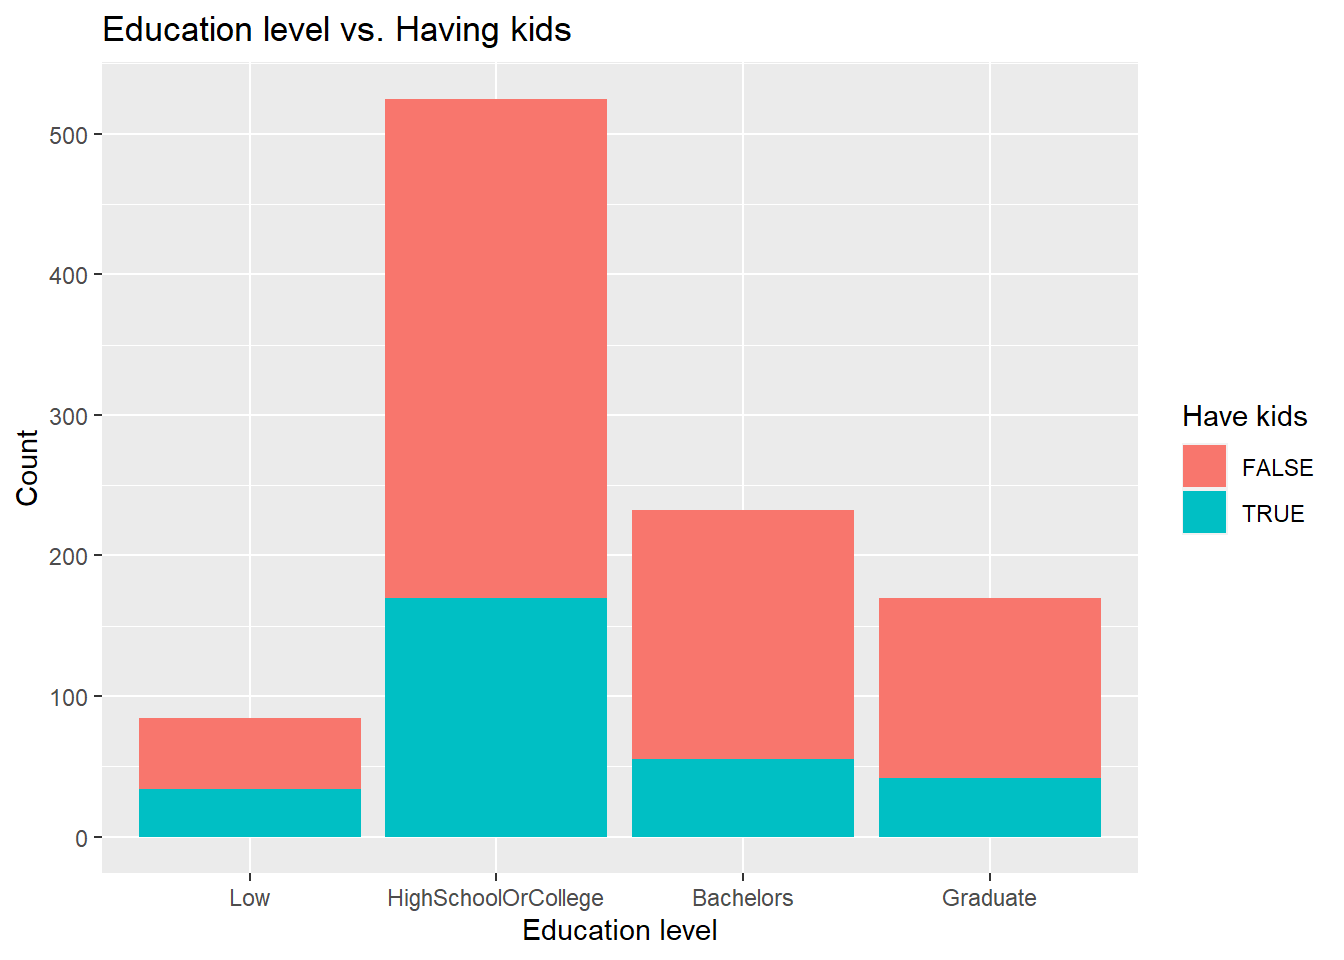 Education level vs. Having kids
500
400
300
200
100
0
Count
Low
HighSchoolOrCollege
Bachelors
Graduate
Education level
Have kids
FALSE
TRUE